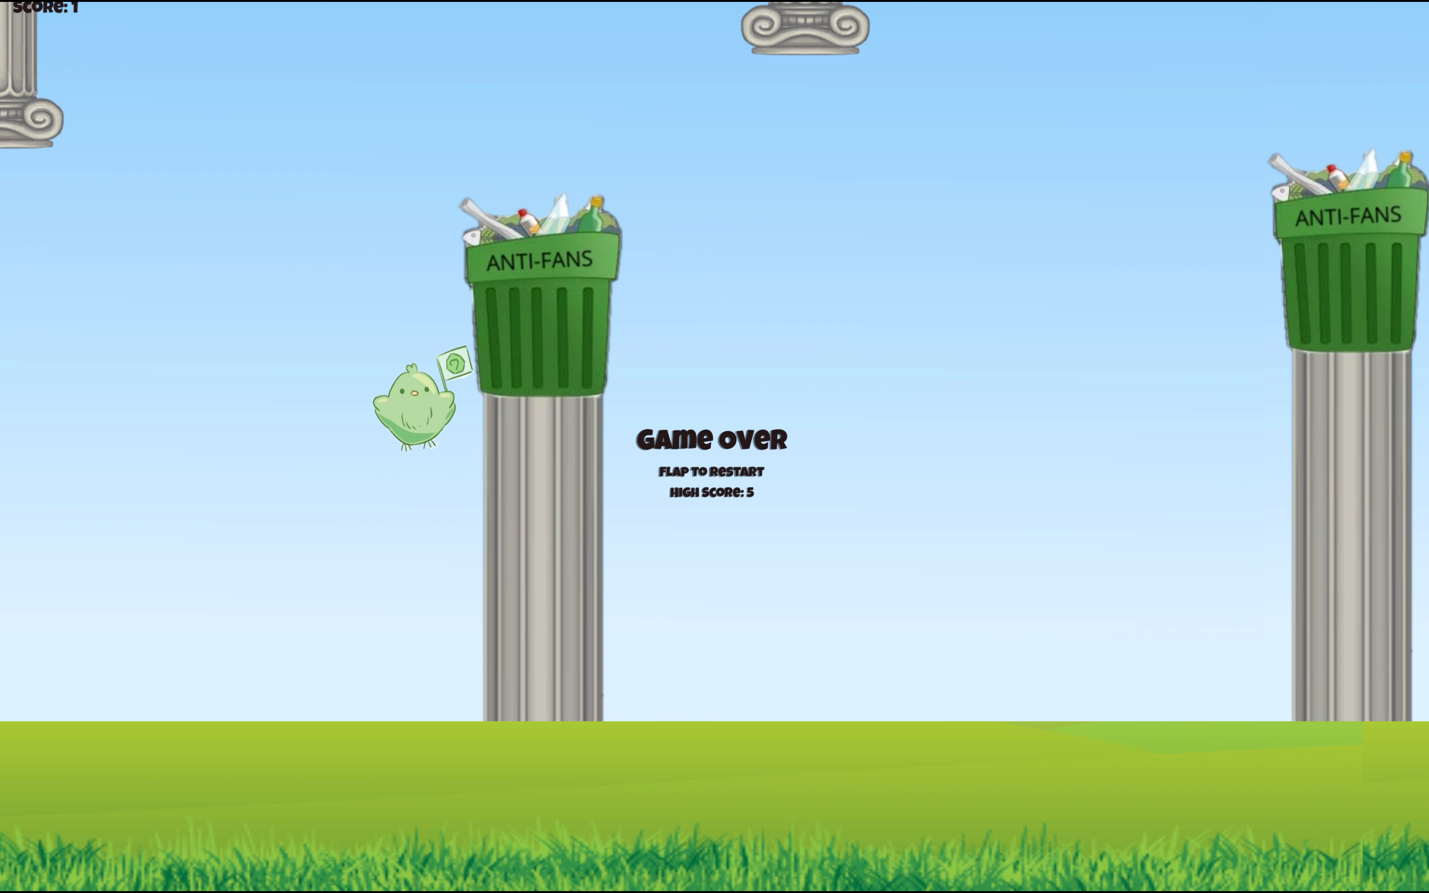 SCORE: 1
ANTI-FANS
ANTI-FANS
GAME OVER
FLAP TO RESTART
HIGH SCORE: 5